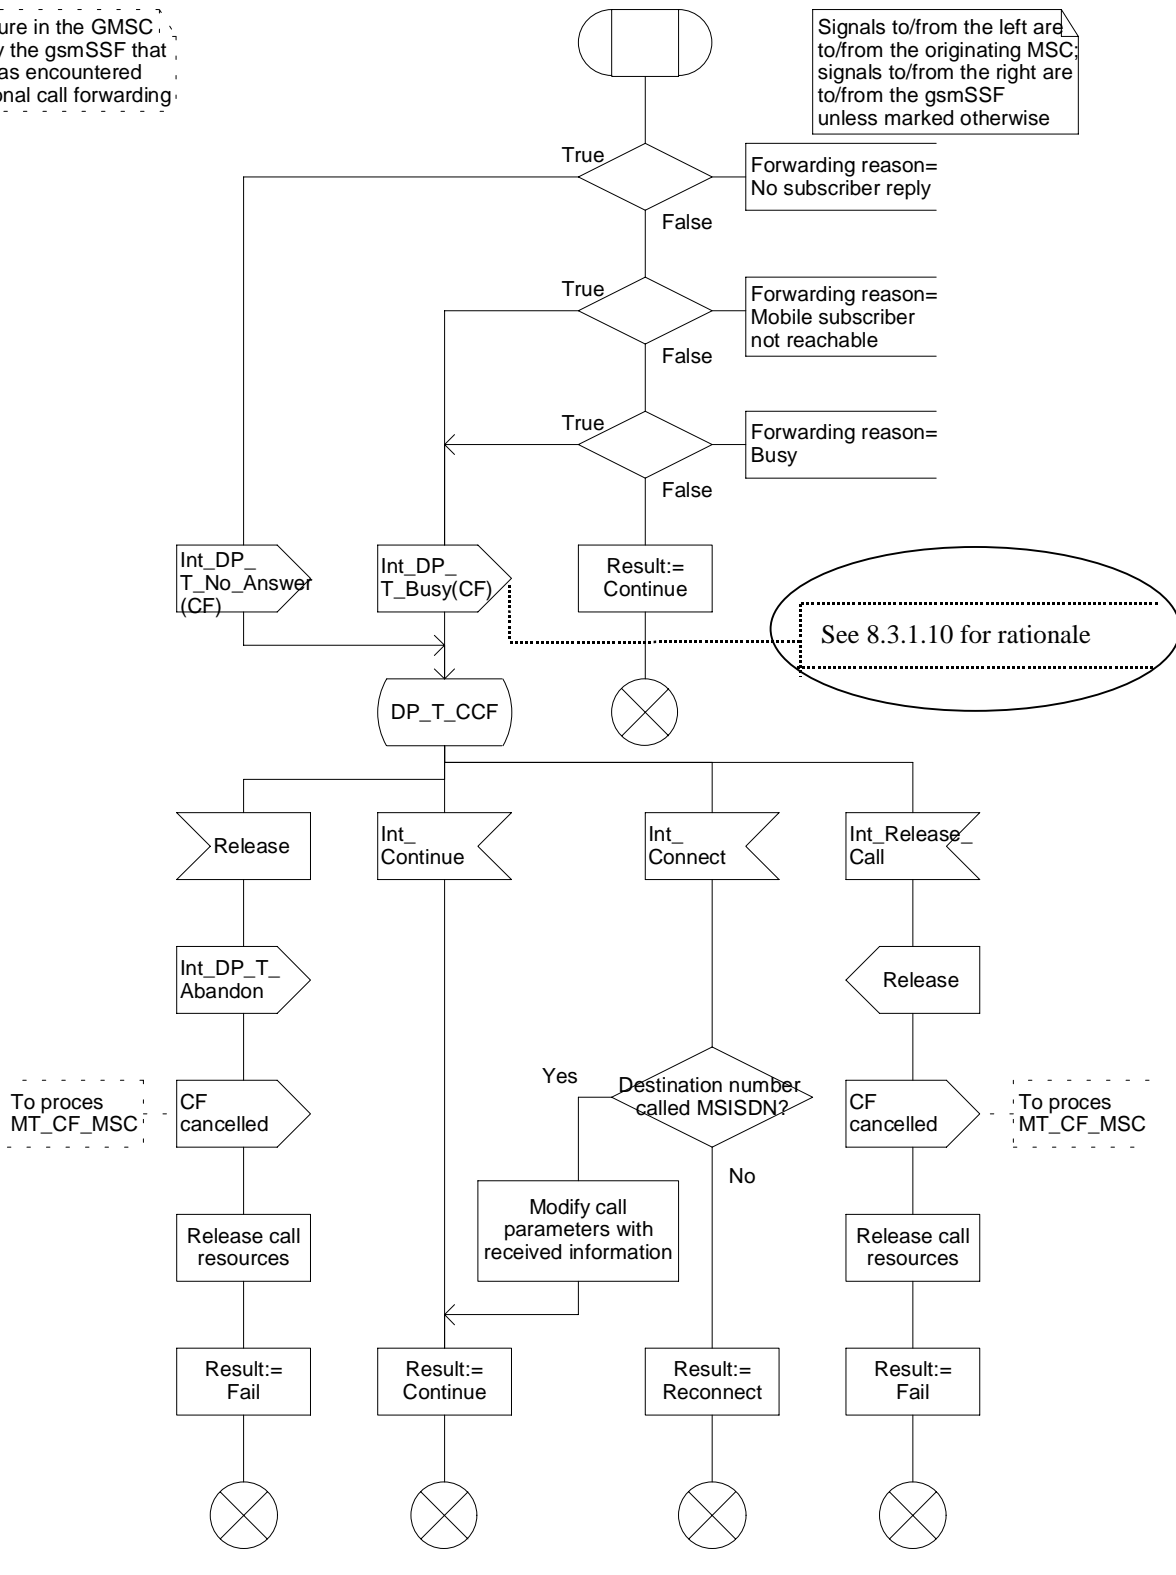 ure in the GMSC
y the gsmSSF that
as encountered
onal call forwarding
Signals to/from the left are
to/from the originating MSC;
signals to/from the right are
to/from the gsmSSF
unless marked otherwise
True
Forwarding reason=
No subscriber reply
False
True
Forwarding reason=
Mobile subscriber
not reachable
False
True
Forwarding reason=
Busy
False
Int_DP_
T_No_Answer
(CF)
Int_DP_
T_Busy(CF)
Result:=
Continue
See 8.3.1.10 for rationale
DP_T_CCF
Release
Int_
Continue
Int_
Connect
Int_Release_
Call
Int_DP_T_
Abandon
Release
Yes
Destination number
called MSISDN?
To proces
MT_CF_MSC
CF
cancelled
CF
cancelled
To proces
MT_CF_MSC
No
Modify call
parameters with
received information
Release call
resources
Release call
resources
Result:=
Fail
Result:=
Continue
Result:=
Reconnect
Result:=
Fail